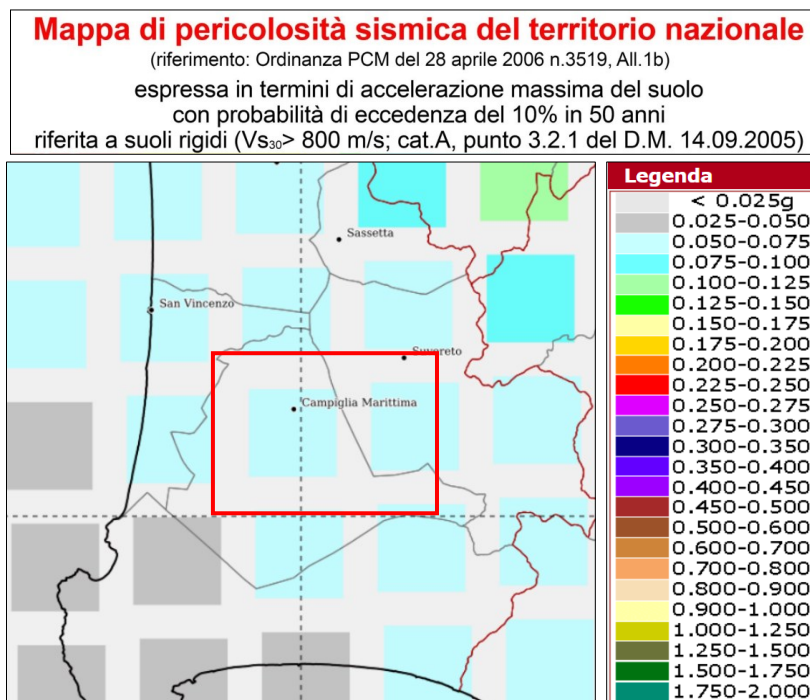 Mappa di pericolosità sismica del territorio nazionale
(riferimento: Ordinanza PCM del 28 aprile 2006 n.3519, All.1b)
espressa in termini di accelerazione massima del suolo
con probabilità di eccedenza del 10% in 50 anni
riferita a suoli rigidi (Vs₃₀> 800 m/s; cat.A, punto 3.2.1 del D.M. 14.09.2005)
Sassetta
San Vincenzo
Suvereto
Campiglia Marittima
Legenda
< 0.025g
0.025-0.050
0.050-0.075
0.075-0.100
0.100-0.125
0.125-0.150
0.150-0.175
0.175-0.200
0.200-0.225
0.225-0.250
0.250-0.275
0.275-0.300
0.300-0.350
0.350-0.400
0.400-0.450
0.450-0.500
0.500-0.600
0.600-0.700
0.700-0.800
0.800-0.900
0.900-1.000
1.000-1.250
1.250-1.500
1.500-1.750
1.750-2.000